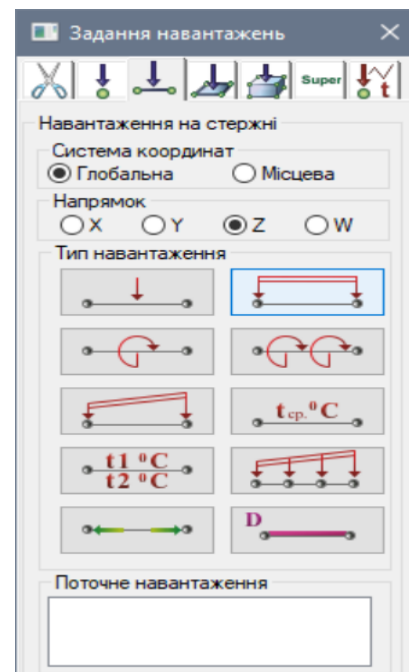 Задання навантажень
Super
t
Навантаження на стержні
Система координат
Глобальна Місцева
Напрямок
X Y Z W
Тип навантаження
t ср. ⁰C
t1 ⁰C
t2 ⁰C
D
Поточне навантаження